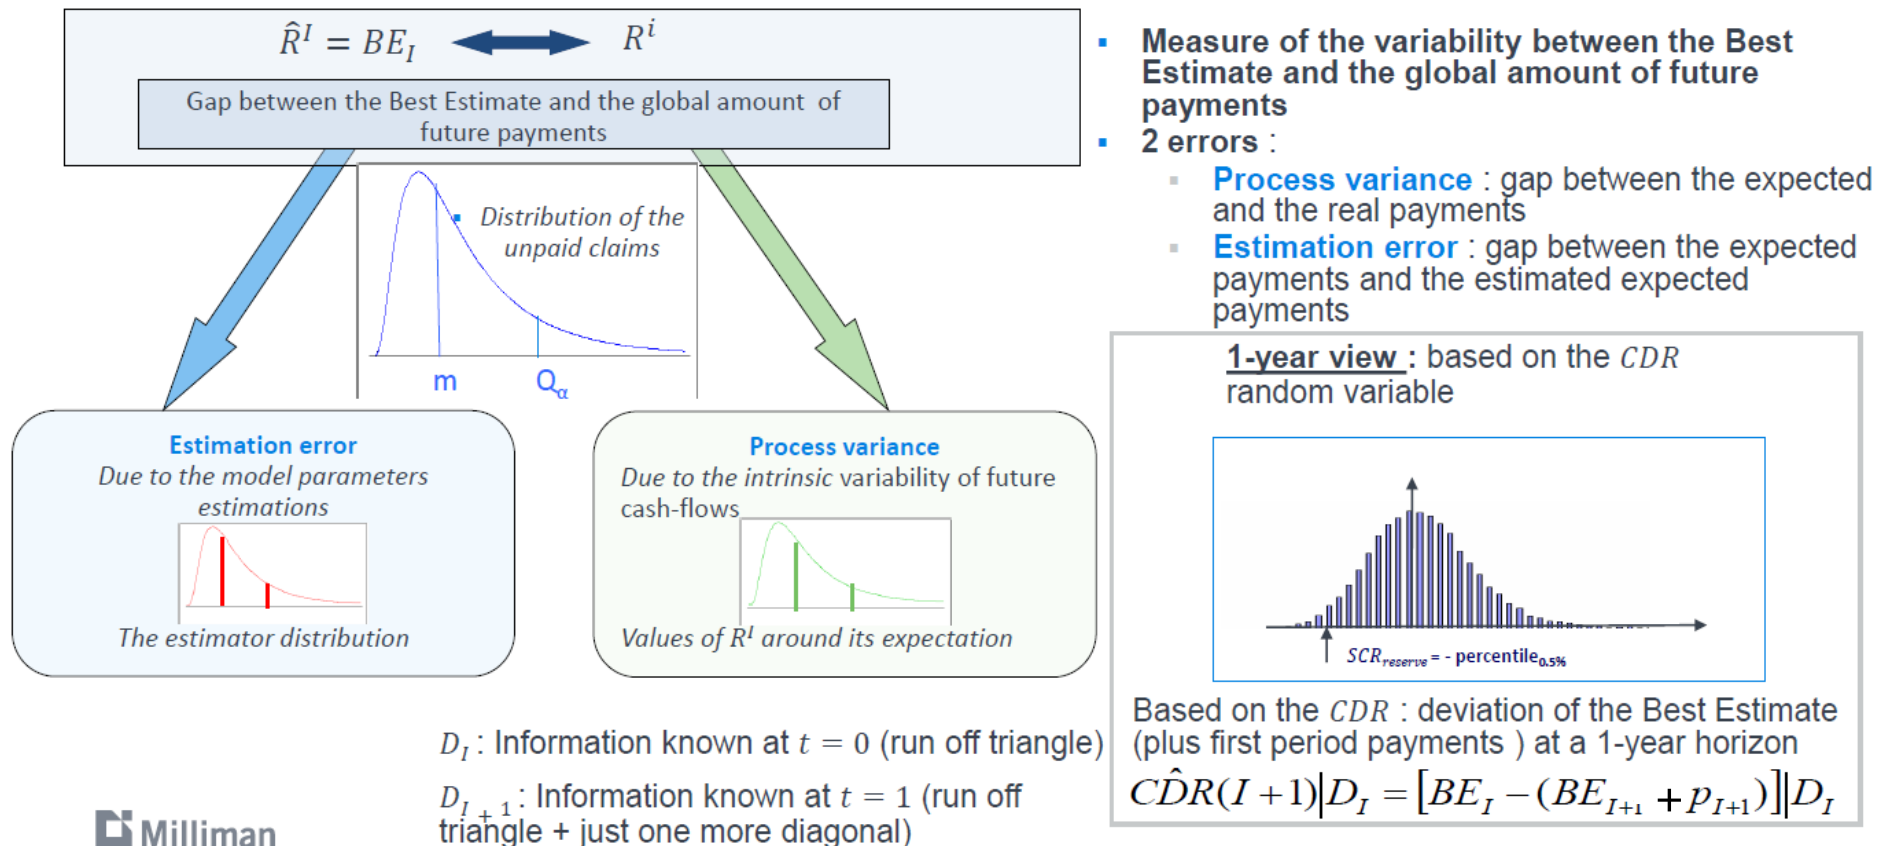 R̂^I = BE_I R^i
Gap between the Best Estimate and the global amount of
future payments
Distribution of the
unpaid claims
m Q_α
Estimation error
Due to the model parameters
estimations
The estimator distribution
Process variance
Due to the intrinsic variability of future
cash-flows
Values of R^I around its expectation
D_I : Information known at t = 0 (run off triangle)
D_{I + 1} : Information known at t = 1 (run off
triangle + just one more diagonal)
Milliman
▪ Measure of the variability between the Best
Estimate and the global amount of future
payments
▪ 2 errors :
▪ Process variance : gap between the expected
and the real payments
▪ Estimation error : gap between the expected
payments and the estimated expected
payments
1-year view : based on the CDR
random variable
SCR_reserve = - percentile_0.5%
Based on the CDR : deviation of the Best Estimate
(plus first period payments ) at a 1-year horizon
CD̂R(I + 1)|D_I = [BE_I − (BE_{I+1} + p_{I+1})]|D_I